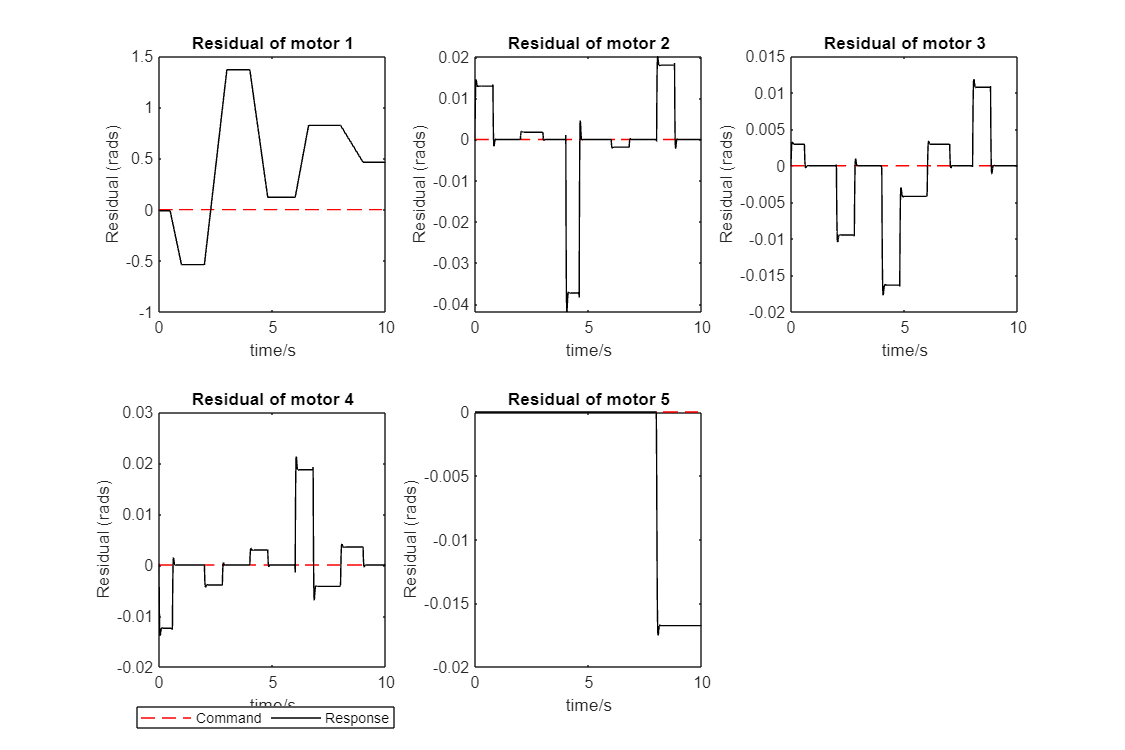 Residual of motor 1
1.5
1
0.5
0
-0.5
-1
Residual (rads)
0
5
10
time/s
Residual of motor 2
0.02
0.01
0
-0.01
-0.02
-0.03
-0.04
Residual (rads)
0
5
10
time/s
Residual of motor 3
0.015
0.01
0.005
0
-0.005
-0.01
-0.015
-0.02
Residual (rads)
0
5
10
time/s
Residual of motor 4
0.03
0.02
0.01
0
-0.01
-0.02
Residual (rads)
0
5
10
time/s
Residual of motor 5
0
-0.005
-0.01
-0.015
-0.02
Residual (rads)
0
5
10
time/s
Command Response